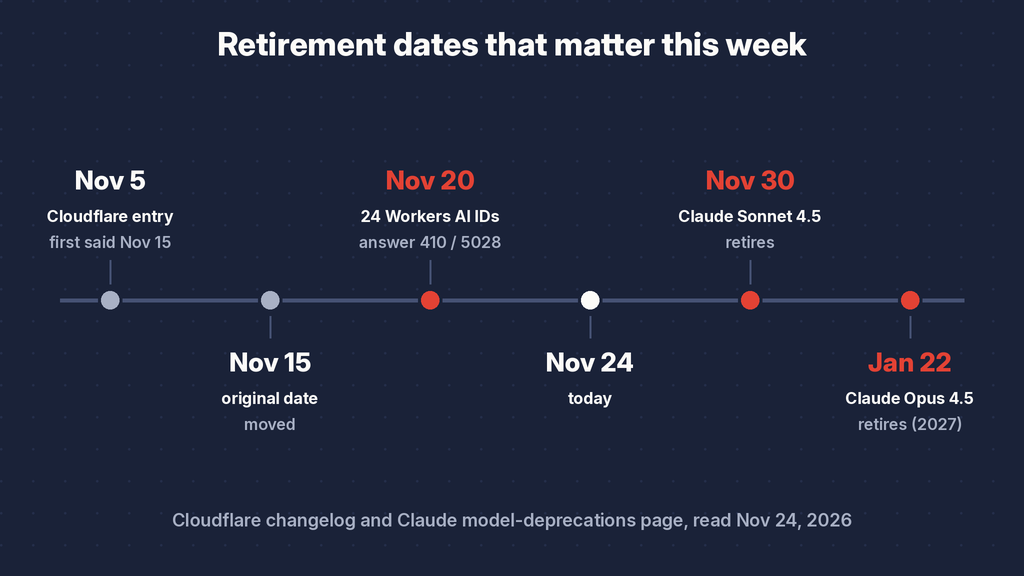 Retirement dates that matter this week
Nov 5
Cloudflare entry
first said Nov 15
Nov 15
original date
moved
Nov 20
24 Workers AI IDs
answer 410 / 5028
Nov 24
today
Nov 30
Claude Sonnet 4.5
retires
Jan 22
Claude Opus 4.5
retires (2027)
Cloudflare changelog and Claude model-deprecations page, read Nov 24, 2026